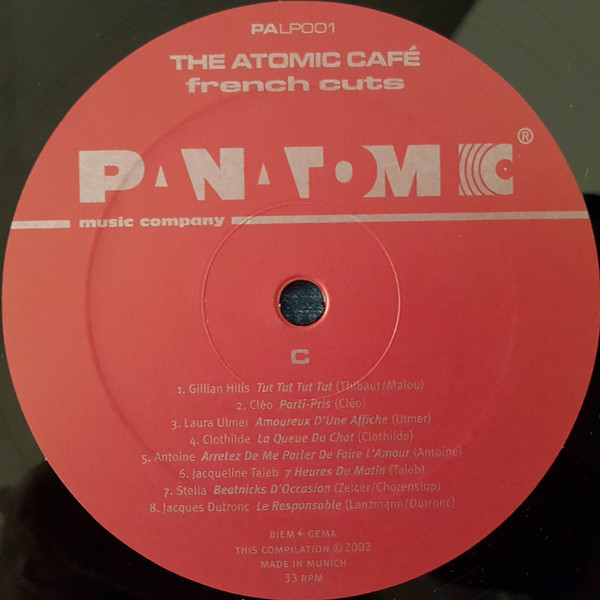 PALP001
THE ATOMIC CAFÉ
french cuts
PANATOMIC®
music company
C
1. Gillian Hills Tut Tut Tut Tut (Thibaut/Malou)
2. Cléo Parti-Pris (Cléo)
3. Laura Ulmer Amoureux D'Une Affiche (Ulmer)
4. Clothilde La Queue Du Chat (Clothilde)
5. Antoine Arretez De Me Parler De Faire L'Amour (Antoine)
6. Jacqueline Taieb 7 Heures Du Matin (Taieb)
7. Stella Beatnicks D'Occasion (Zelcer/Chorenslup)
8. Jacques Dutronc Le Responsable (Lanzmann/Dutronc)
BIEM GEMA
THIS COMPILATION © 2002
MADE IN MUNICH
33 RPM